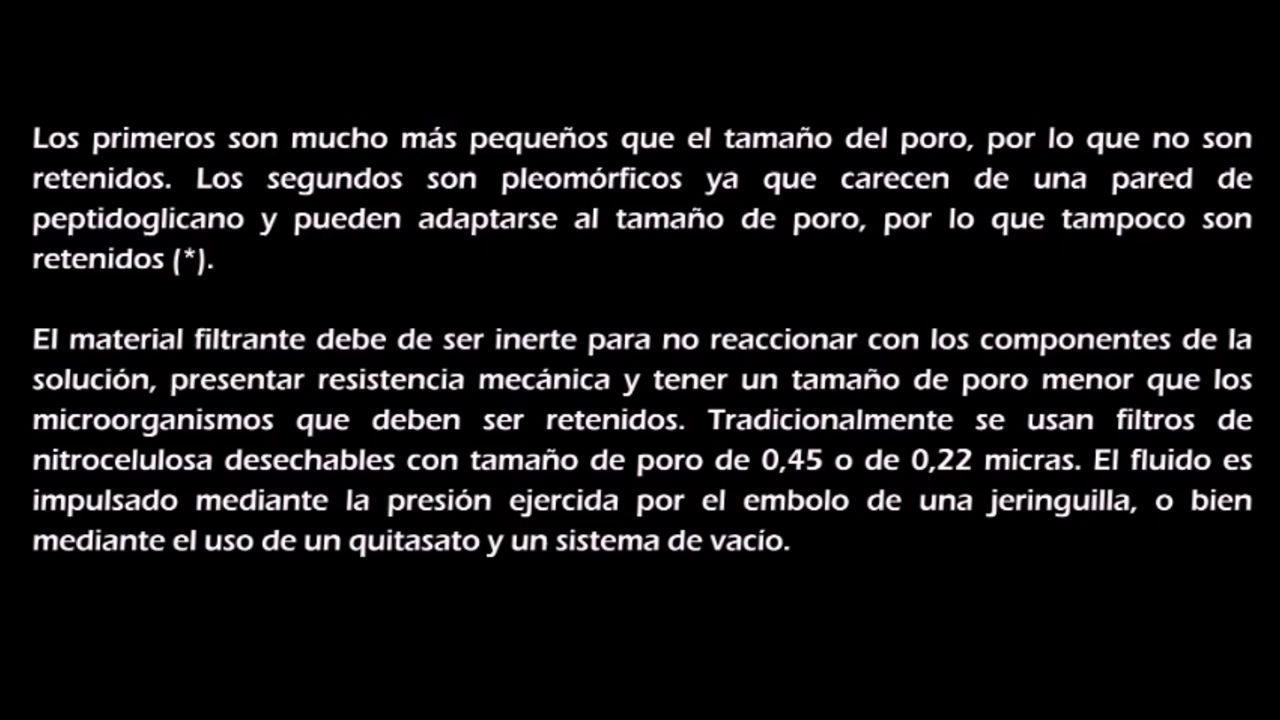 Los primeros son mucho más pequeños que el tamaño del poro, por lo que no son
retenidos. Los segundos son pleomórficos ya que carecen de una pared de
peptidoglicano y pueden adaptarse al tamaño de poro, por lo que tampoco son
retenidos (*).
El material filtrante debe de ser inerte para no reaccionar con los componentes de la
solución, presentar resistencia mecánica y tener un tamaño de poro menor que los
microorganismos que deben ser retenidos. Tradicionalmente se usan filtros de
nitrocelulosa desechables con tamaño de poro de 0,45 o de 0,22 micras. El fluido es
impulsado mediante la presión ejercida por el embolo de una jeringuilla, o bien
mediante el uso de un quitasato y un sistema de vacío.